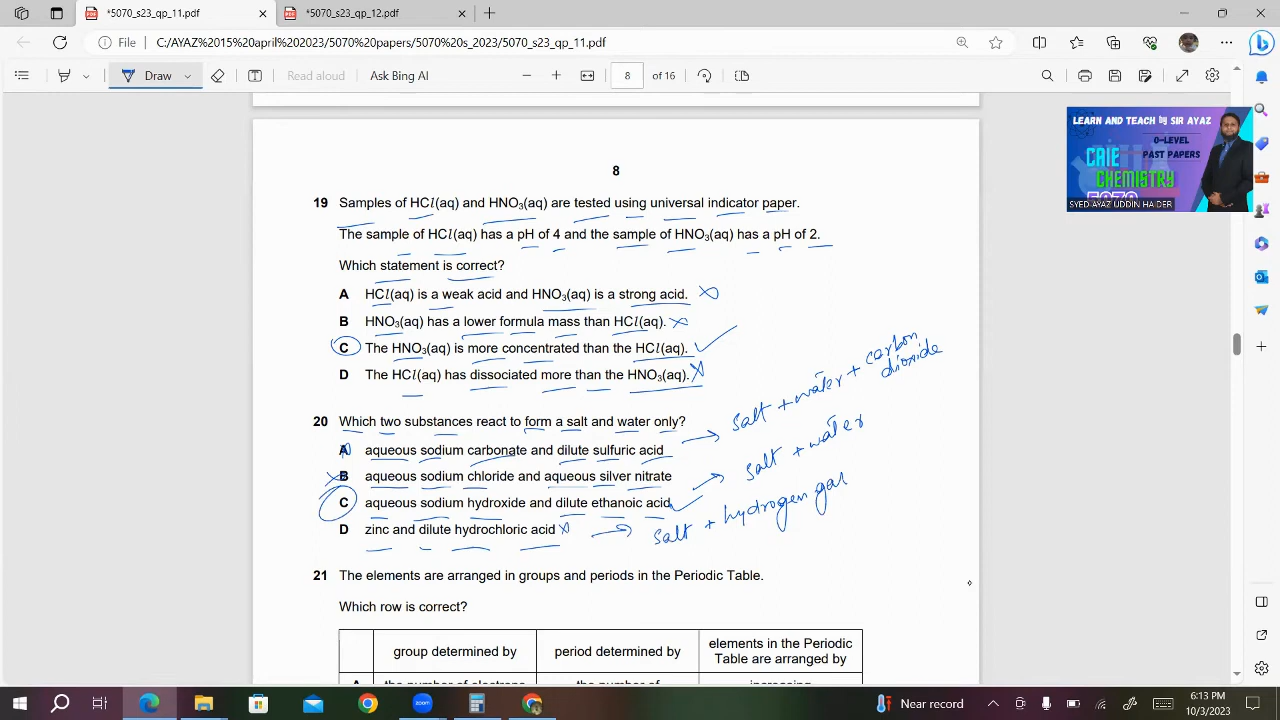 *5070_s23_qp_11.pdf
*5070_s23_qp_12.pdf
File
C:/AYAZ%2015%20april%202023/5070%20papers/5070%20s_2023/5070_s23_qp_11.pdf
Draw
Read aloud
Ask Bing AI
8
of 16
LEARN AND TEACH by SIR AYAZ
O-LEVEL
PAST PAPERS
CAIE
CHEMISTRY
5070
SYED AYAZ UDDIN HAIDER
8
19 Samples of HCl(aq) and HNO₃(aq) are tested using universal indicator paper.
The sample of HCl(aq) has a pH of 4 and the sample of HNO₃(aq) has a pH of 2.
Which statement is correct?
A HCl(aq) is a weak acid and HNO₃(aq) is a strong acid.
B HNO₃(aq) has a lower formula mass than HCl(aq).
C The HNO₃(aq) is more concentrated than the HCl(aq).
D The HCl(aq) has dissociated more than the HNO₃(aq).
20 Which two substances react to form a salt and water only?
A aqueous sodium carbonate and dilute sulfuric acid
salt + water + carbon dioxide
B aqueous sodium chloride and aqueous silver nitrate
C aqueous sodium hydroxide and dilute ethanoic acid
salt + water
D zinc and dilute hydrochloric acid
salt + hydrogen gas
21 The elements are arranged in groups and periods in the Periodic Table.
Which row is correct?
group determined by
period determined by
elements in the Periodic
Table are arranged by
A the number of electrons
the number of
increasing
Near record
6:13 PM
10/3/2023